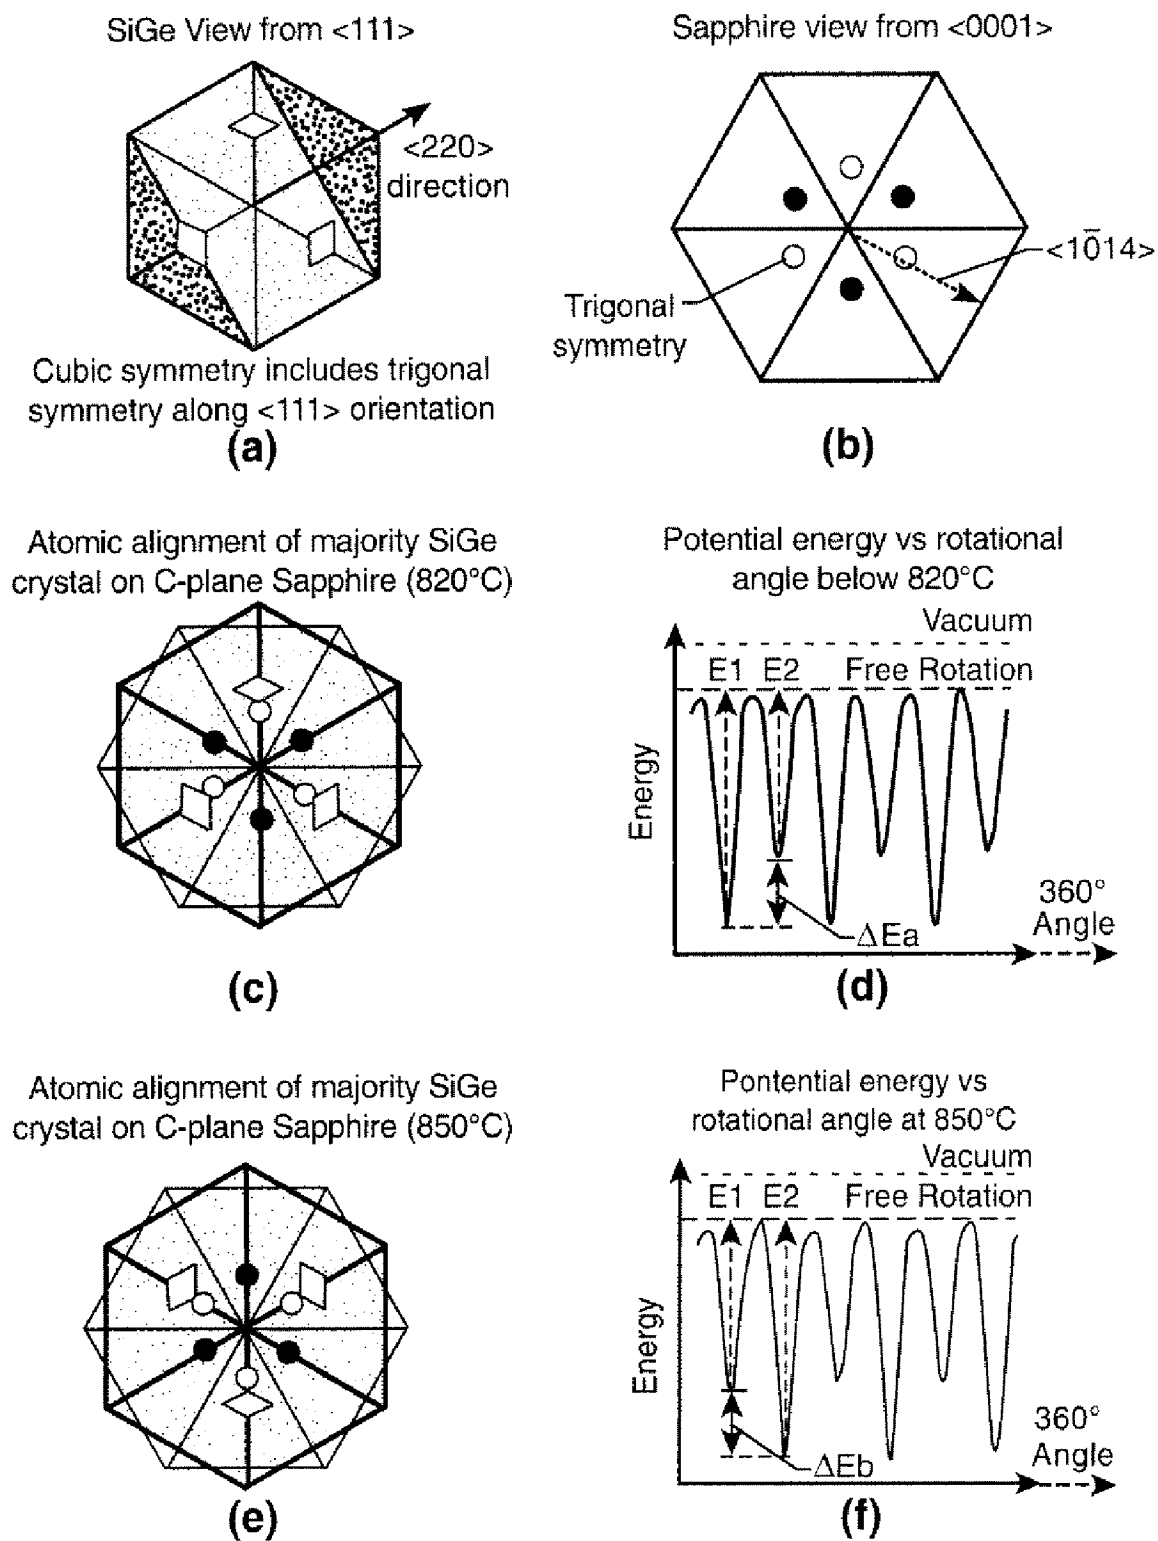 SiGe View from <111>
<220>
direction
Cubic symmetry includes trigonal
symmetry along <111> orientation
(a)
Sapphire view from <0001>
<101̅4>
Trigonal
symmetry
(b)
Atomic alignment of majority SiGe
crystal on C-plane Sapphire (820°C)
(c)
Potential energy vs rotational
angle below 820°C
Vacuum
E1 E2 Free Rotation
Energy
ΔEa
360°
Angle
(d)
Atomic alignment of majority SiGe
crystal on C-plane Sapphire (850°C)
(e)
Pontential energy vs
rotational angle at 850°C
Vacuum
E1 E2 Free Rotation
Energy
ΔEb
360°
Angle
(f)